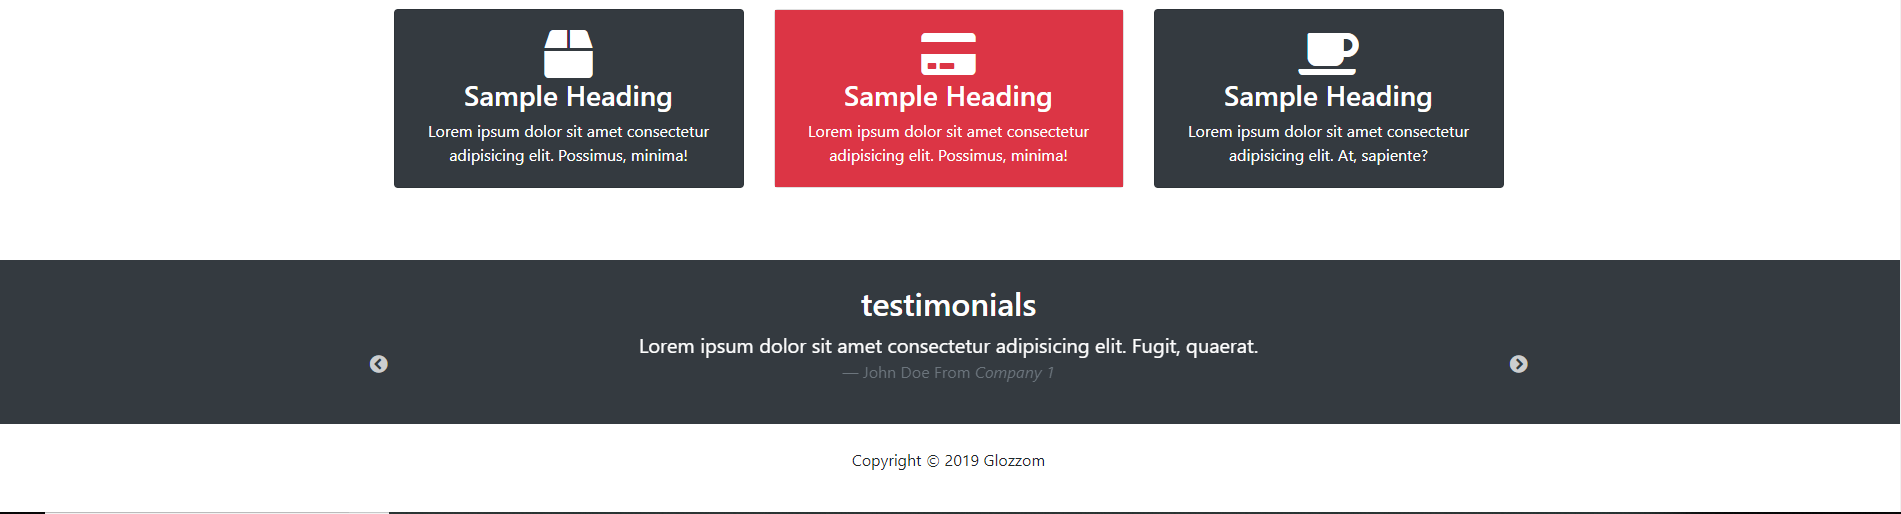 Sample Heading
Lorem ipsum dolor sit amet consectetur
adipisicing elit. Possimus, minima!
Sample Heading
Lorem ipsum dolor sit amet consectetur
adipisicing elit. Possimus, minima!
Sample Heading
Lorem ipsum dolor sit amet consectetur
adipisicing elit. At, sapiente?
testimonials
Lorem ipsum dolor sit amet consectetur adipisicing elit. Fugit, quaerat.
— John Doe From Company 1
Copyright © 2019 Glozzom